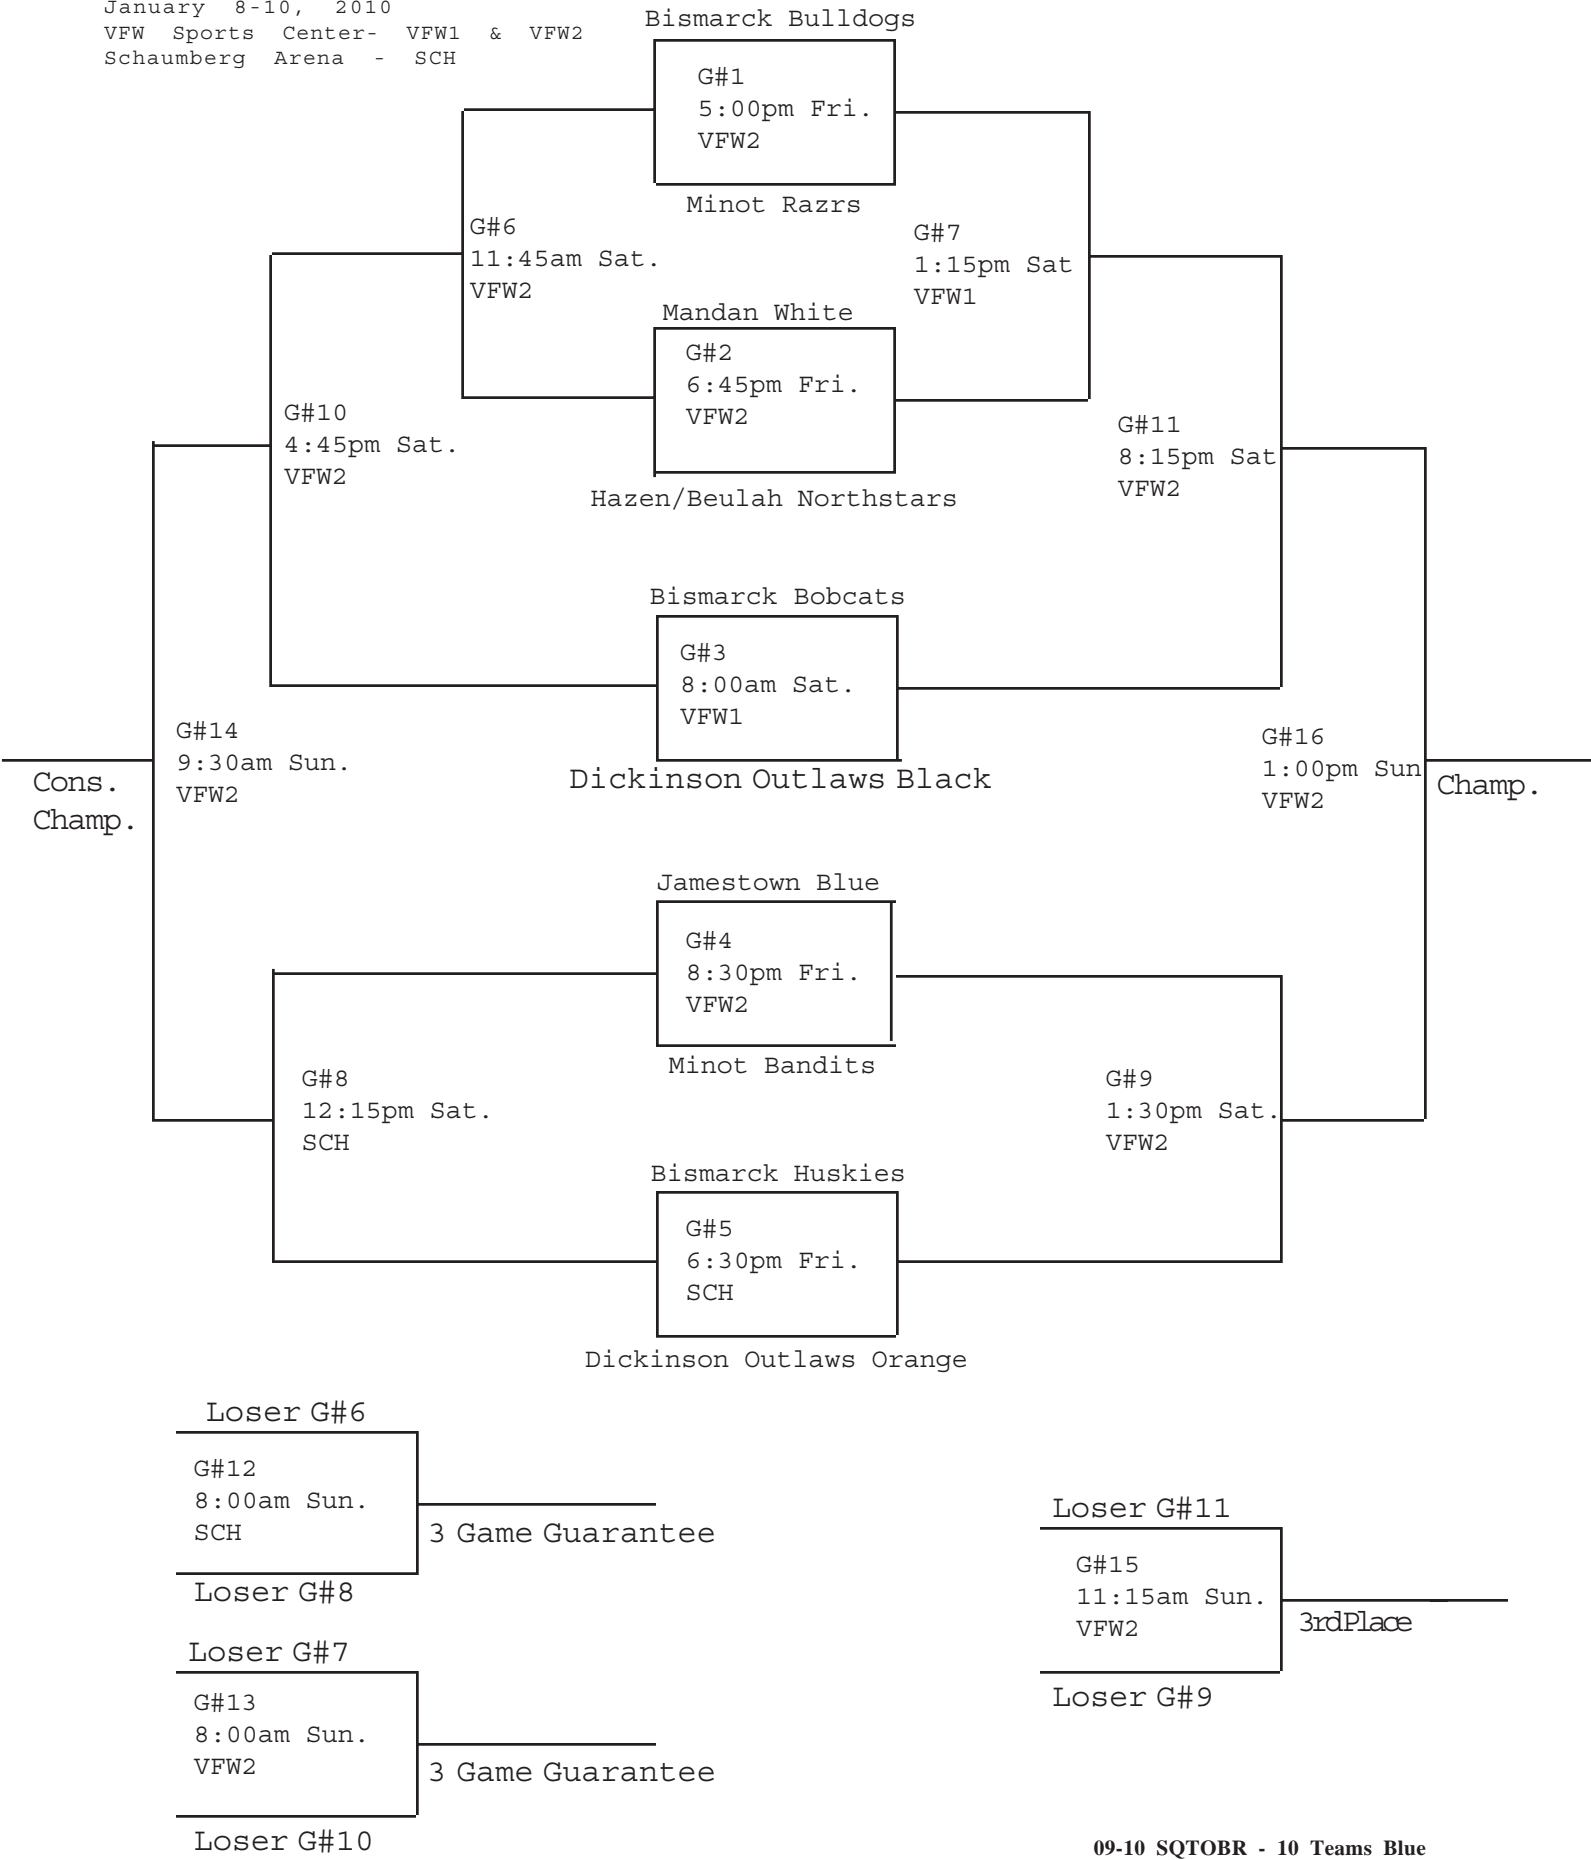 January 8-10, 2010
VFW Sports Center- VFW1 & VFW2
Schaumberg Arena - SCH
Bismarck Bulldogs
G#1
5:00pm Fri.
VFW2
Minot Razrs
G#6
11:45am Sat.
VFW2
G#7
1:15pm Sat
VFW1
Mandan White
G#2
6:45pm Fri.
VFW2
Hazen/Beulah Northstars
G#10
4:45pm Sat.
VFW2
G#11
8:15pm Sat
VFW2
Bismarck Bobcats
G#3
8:00am Sat.
VFW1
Dickinson Outlaws Black
G#14
9:30am Sun.
VFW2
Cons.
Champ.
G#16
1:00pm Sun
VFW2
Champ.
Jamestown Blue
G#4
8:30pm Fri.
VFW2
Minot Bandits
G#8
12:15pm Sat.
SCH
G#9
1:30pm Sat.
VFW2
Bismarck Huskies
G#5
6:30pm Fri.
SCH
Dickinson Outlaws Orange
Loser G#6
G#12
8:00am Sun.
SCH
3 Game Guarantee
Loser G#8
Loser G#7
G#13
8:00am Sun.
VFW2
3 Game Guarantee
Loser G#10
Loser G#11
G#15
11:15am Sun.
VFW2
3rdPlace
Loser G#9
09-10 SQTOBR - 10 Teams Blue